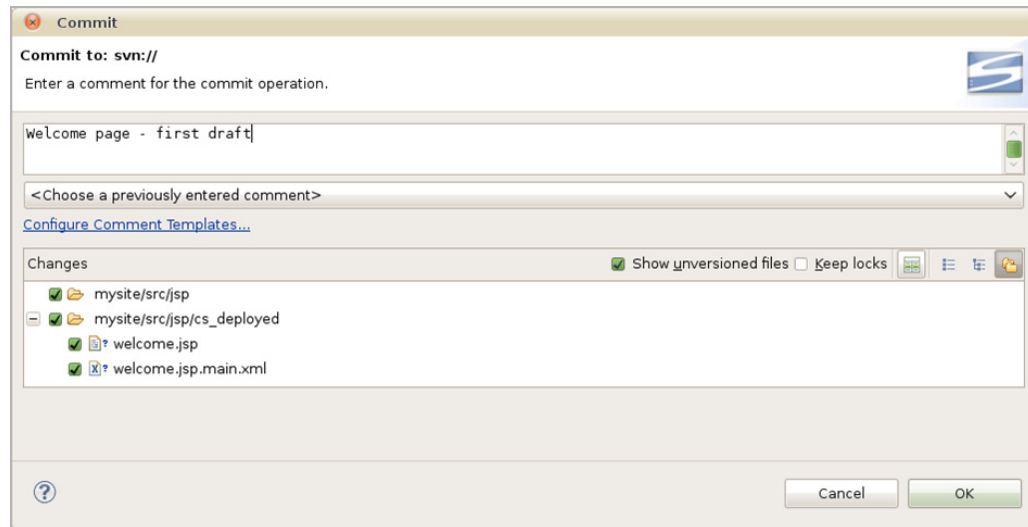 Commit
Commit to: svn://
Enter a comment for the commit operation.
Welcome page - first draft
<Choose a previously entered comment>
Configure Comment Templates...
Changes Show unversioned files Keep locks
mysite/src/jsp
mysite/src/jsp/cs_deployed
welcome.jsp
welcome.jsp.main.xml
Cancel OK